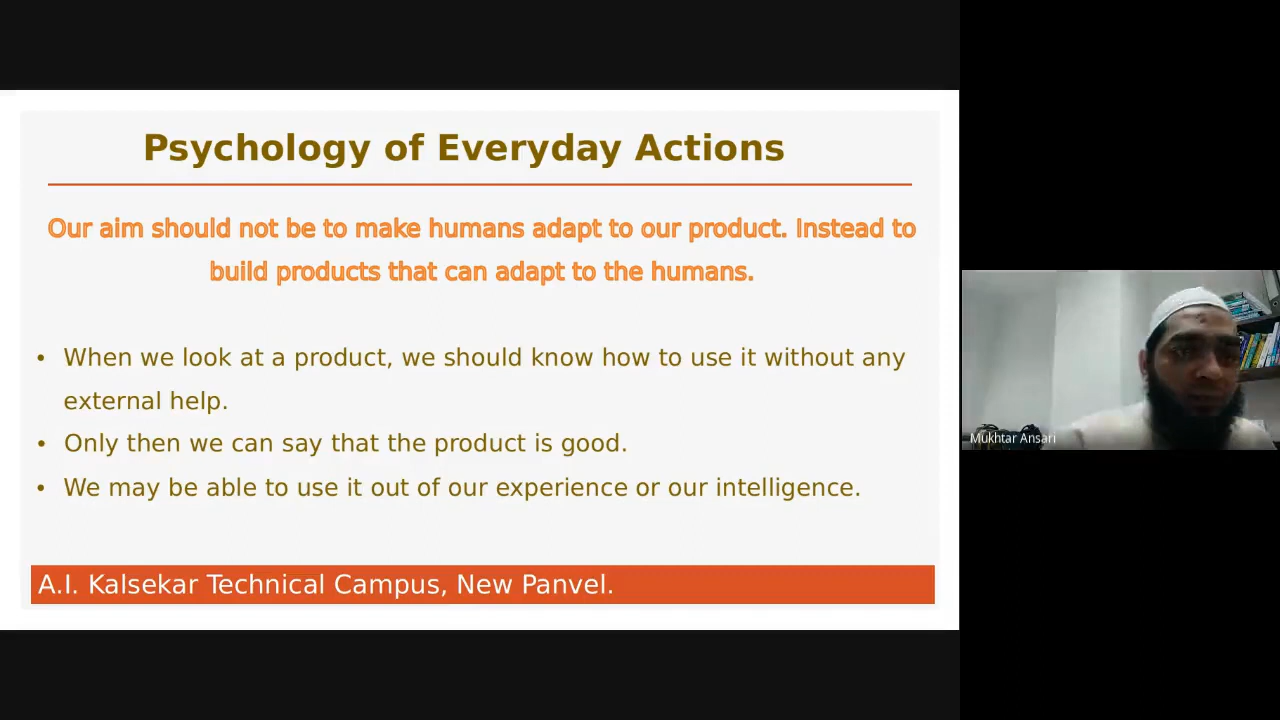 Psychology of Everyday Actions
Our aim should not be to make humans adapt to our product. Instead to
build products that can adapt to the humans.
• When we look at a product, we should know how to use it without any
external help.
• Only then we can say that the product is good.
• We may be able to use it out of our experience or our intelligence.
A.I. Kalsekar Technical Campus, New Panvel.
Mukhtar Ansari